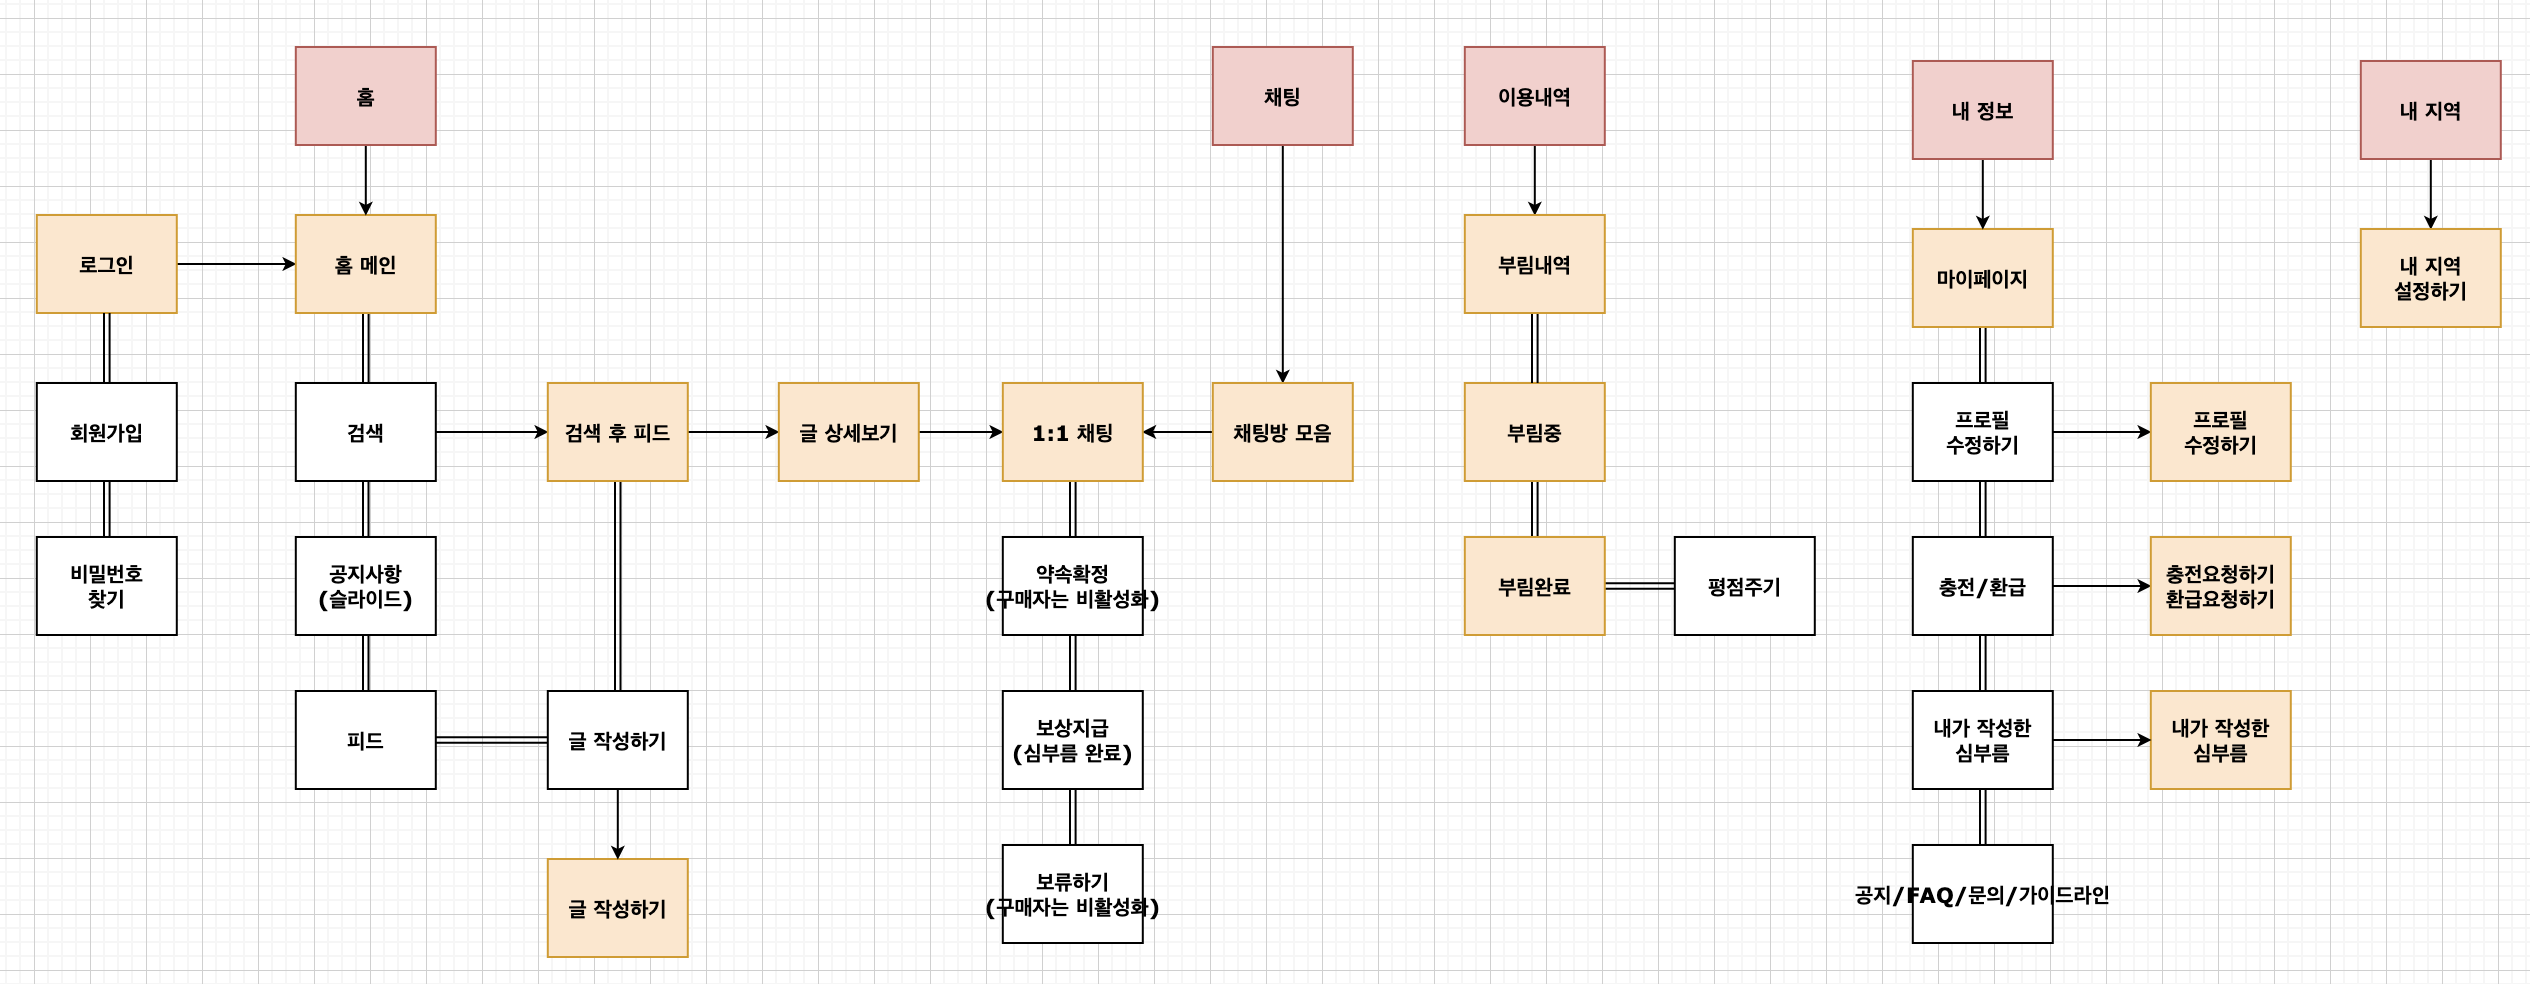 홈
채팅
이용내역
내 정보
내 지역
로그인
홈 메인
부림내역
마이페이지
내 지역
설정하기
회원가입
검색
검색 후 피드
글 상세보기
1:1 채팅
채팅방 모음
부림중
프로필
수정하기
프로필
수정하기
비밀번호
찾기
공지사항
(슬라이드)
약속확정
(구매자는 비활성화)
부림완료
평점주기
충전/환급
충전요청하기
환급요청하기
피드
글 작성하기
보상지급
(심부름 완료)
내가 작성한
심부름
내가 작성한
심부름
글 작성하기
보류하기
(구매자는 비활성화)
공지/FAQ/문의/가이드라인